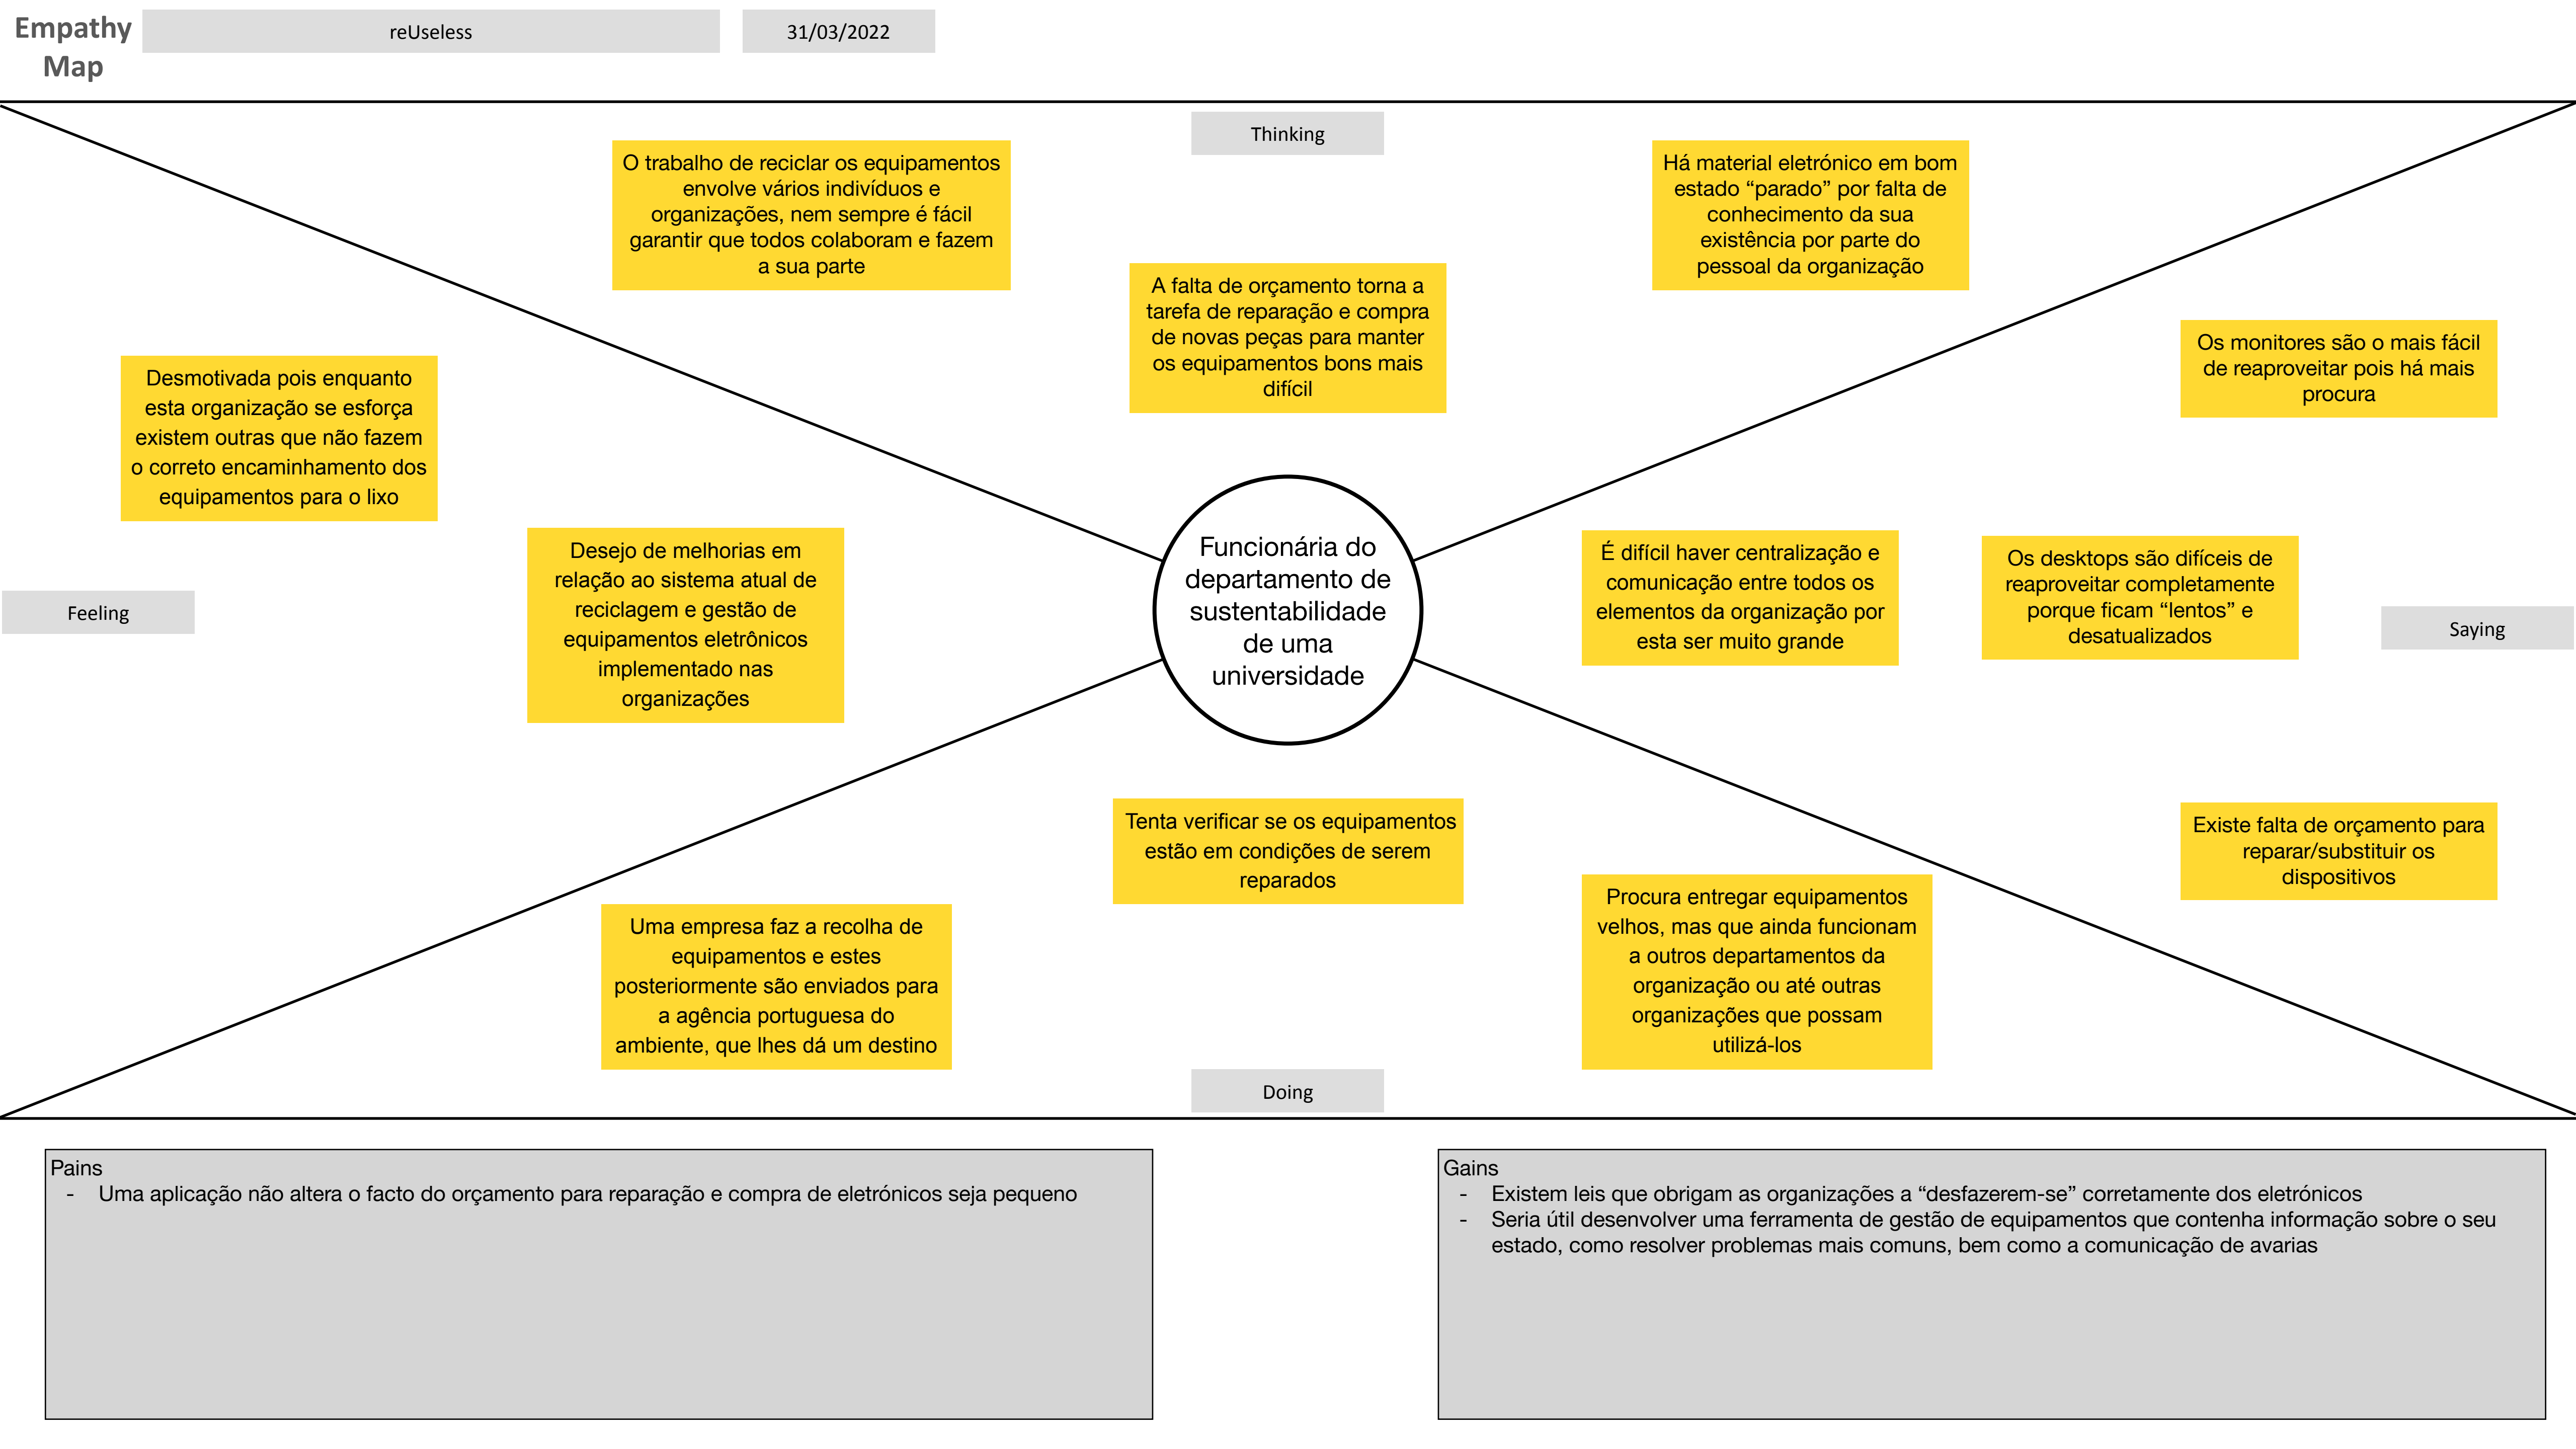 Empathy
Map
reUseless
31/03/2022
Thinking
O trabalho de reciclar os equipamentos
envolve vários indivíduos e
organizações, nem sempre é fácil
garantir que todos colaboram e fazem
a sua parte
A falta de orçamento torna a
tarefa de reparação e compra
de novas peças para manter
os equipamentos bons mais
difícil
Há material eletrónico em bom
estado “parado” por falta de
conhecimento da sua
existência por parte do
pessoal da organização
Feeling
Desmotivada pois enquanto
esta organização se esforça
existem outras que não fazem
o correto encaminhamento dos
equipamentos para o lixo
Desejo de melhorias em
relação ao sistema atual de
reciclagem e gestão de
equipamentos eletrônicos
implementado nas
organizações
Funcionária do
departamento de
sustentabilidade
de uma
universidade
Os monitores são o mais fácil
de reaproveitar pois há mais
procura
É difícil haver centralização e
comunicação entre todos os
elementos da organização por
esta ser muito grande
Os desktops são difíceis de
reaproveitar completamente
porque ficam “lentos” e
desatualizados
Saying
Existe falta de orçamento para
reparar/substituir os
dispositivos
Tenta verificar se os equipamentos
estão em condições de serem
reparados
Uma empresa faz a recolha de
equipamentos e estes
posteriormente são enviados para
a agência portuguesa do
ambiente, que lhes dá um destino
Procura entregar equipamentos
velhos, mas que ainda funcionam
a outros departamentos da
organização ou até outras
organizações que possam
utilizá-los
Doing
Pains
- Uma aplicação não altera o facto do orçamento para reparação e compra de eletrónicos seja pequeno
Gains
- Existem leis que obrigam as organizações a “desfazerem-se” corretamente dos eletrónicos
- Seria útil desenvolver uma ferramenta de gestão de equipamentos que contenha informação sobre o seu
estado, como resolver problemas mais comuns, bem como a comunicação de avarias